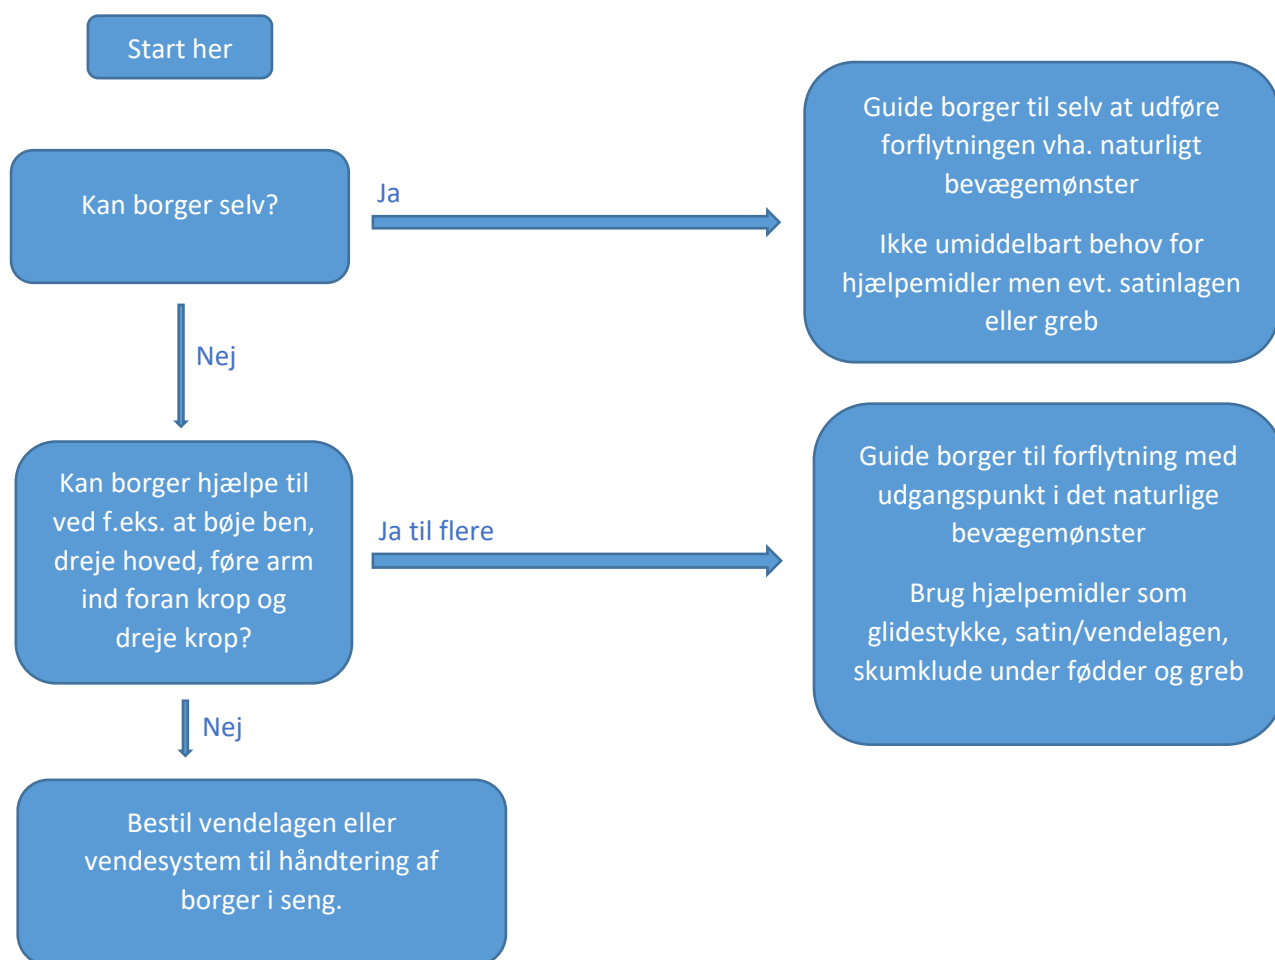 Start her
Kan borger selv?
Ja
Guide borger til selv at udføre
forflytningen vha. naturligt
bevægemønster
Ikke umiddelbart behov for
hjælpemidler men evt. satinlagen
eller greb
Nej
Kan borger hjælpe til
ved f.eks. at bøje ben,
dreje hoved, føre arm
ind foran krop og
dreje krop?
Ja til flere
Guide borger til forflytning med
udgangspunkt i det naturlige
bevægemønster
Brug hjælpemidler som
glidestykke, satin/vendelagen,
skumklude under fødder og greb
Nej
Bestil vendelagen eller
vendesystem til håndtering af
borger i seng.